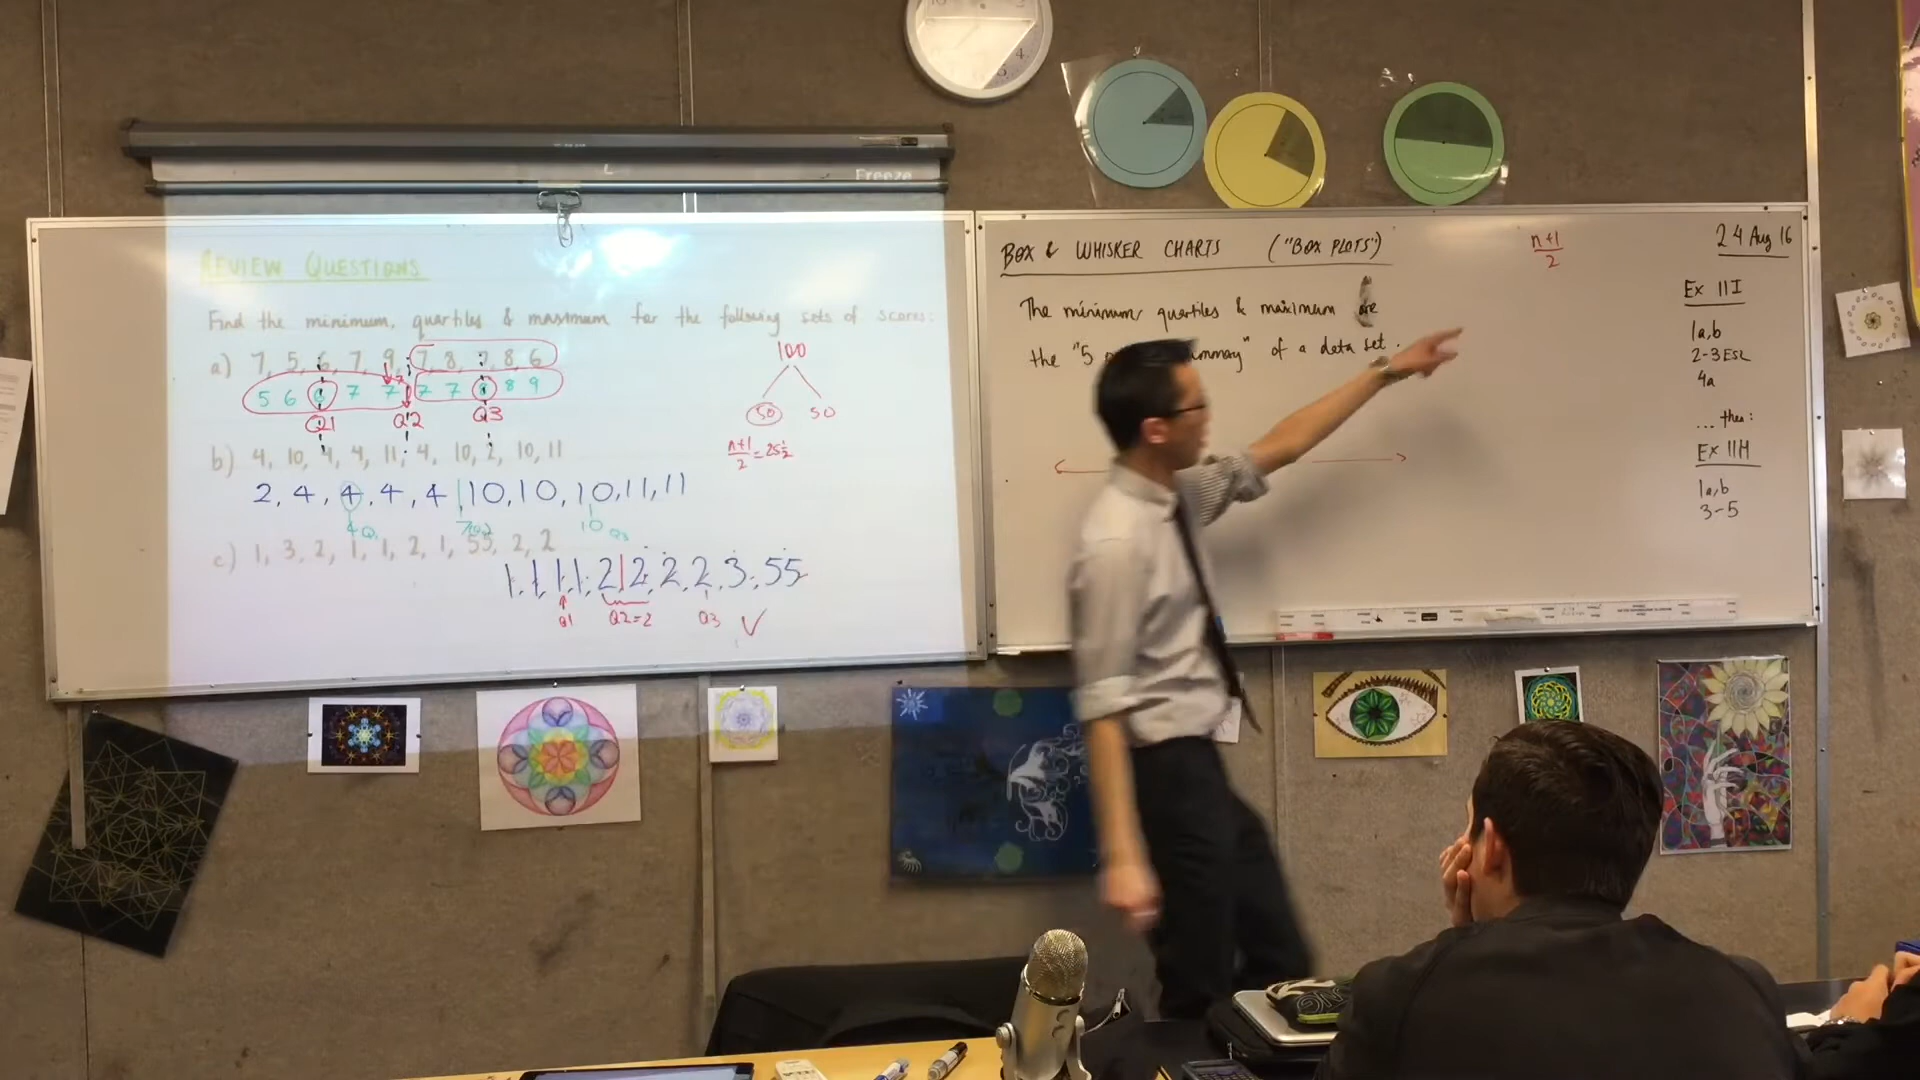 Freeze
REVIEW QUESTIONS
Find the minimum, quartiles & maximum for the following sets of scores:
a) 7, 5, 6, 7, 9, 7, 8, 7, 8, 6
5 6 6 7 7 7 7 8 8 9
Q1 Q2 Q3
b) 4, 10, 4, 4, 11, 4, 10, 2, 10, 11
2, 4, 4, 4, 4 | 10, 10, 10, 11, 11
4 Q1 7 Q2 10 Q3
c) 1, 3, 2, 1, 1, 2, 1, 55, 2, 2
1, 1, 1, 1, 2 | 2, 2, 2, 3, 55
Q1 Q2=2 Q3 ✓
100
50 50
n+1/2 = 25½
BOX & WHISKER CHARTS ("BOX PLOTS")
The minimum, quartiles & maximum are
the "5 of a data set.
n+1
2
24 Aug 16
Ex 11I
1a,b
2-3 ESL
4a
... then:
Ex 11H
1a,b
3-5